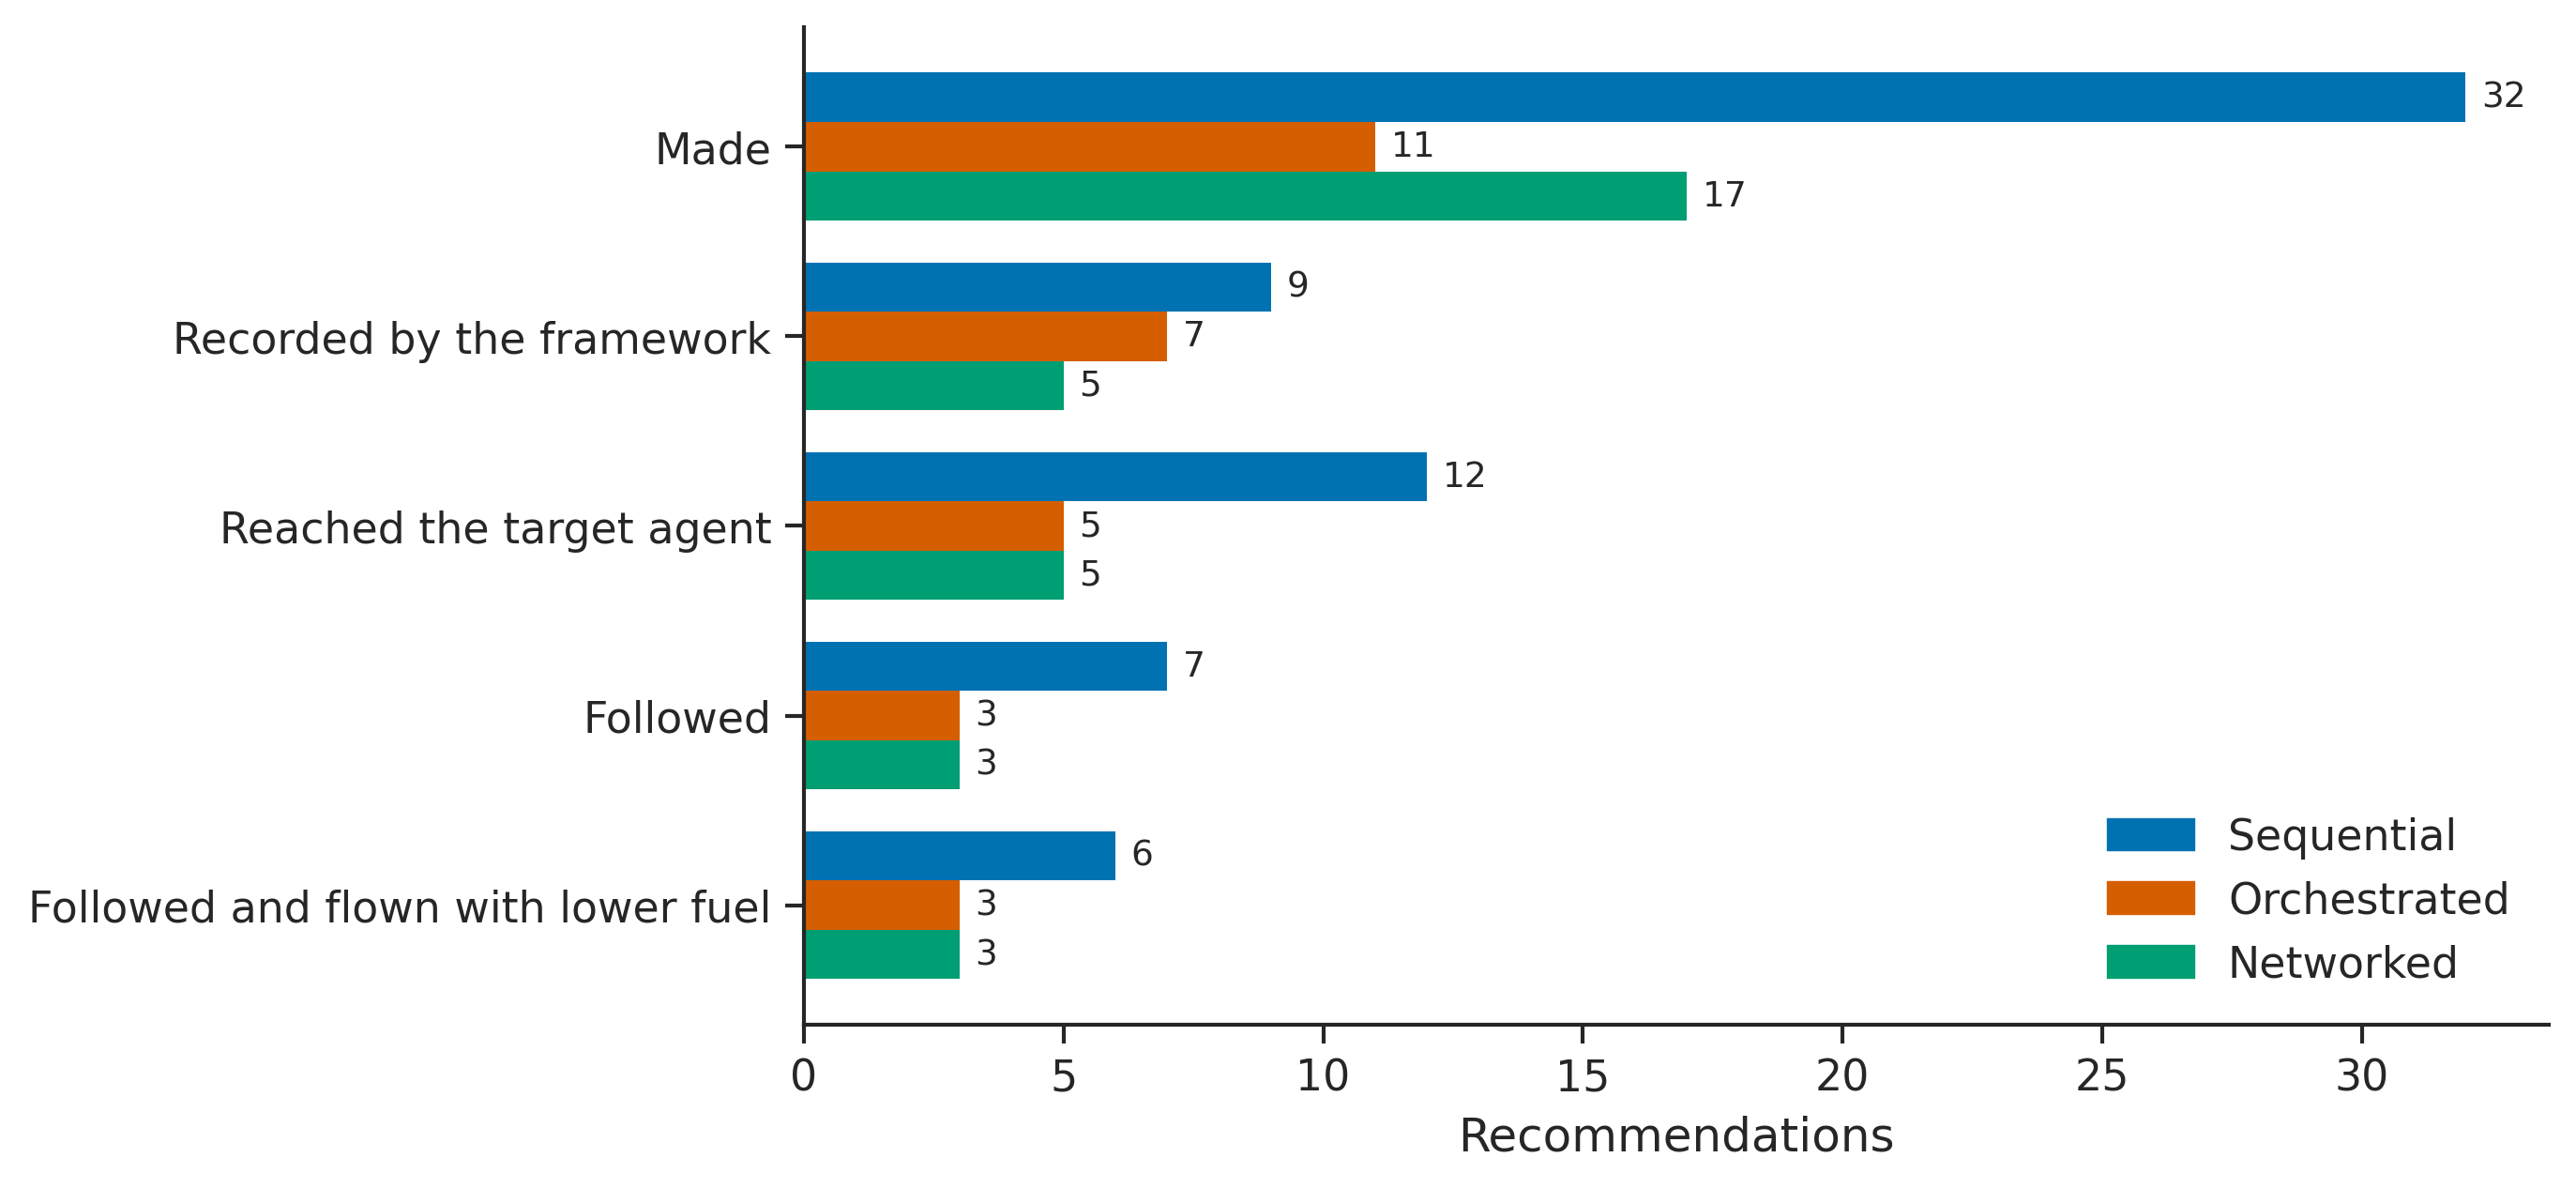 Made
32
11
17
Recorded by the framework
9
7
5
Reached the target agent
12
5
5
Followed
7
3
3
Followed and flown with lower fuel
6
3
3
Sequential
Orchestrated
Networked
0 5 10 15 20 25 30
Recommendations